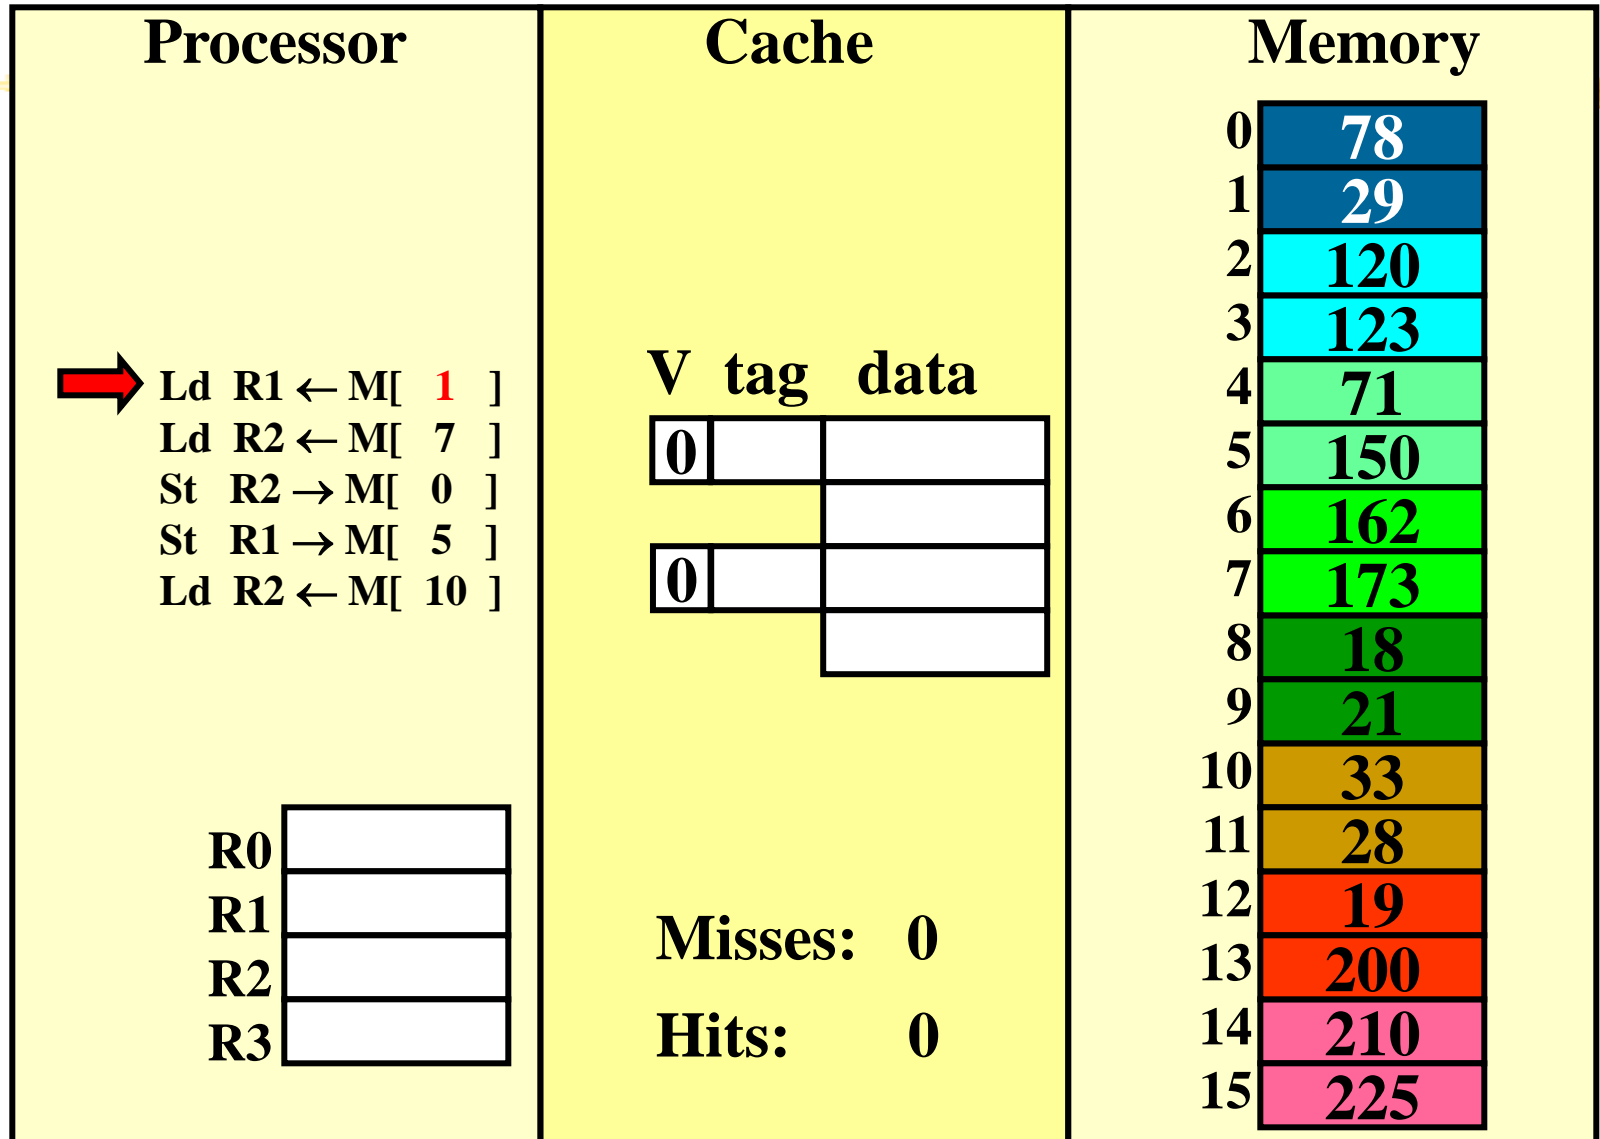 Processor
Ld R1 ← M[ 1 ]
Ld R2 ← M[ 7 ]
St R2 → M[ 0 ]
St R1 → M[ 5 ]
Ld R2 ← M[ 10 ]
R0
R1
R2
R3
Cache
V tag data
0
0
Misses: 0
Hits: 0
Memory
0 78
1 29
2 120
3 123
4 71
5 150
6 162
7 173
8 18
9 21
10 33
11 28
12 19
13 200
14 210
15 225